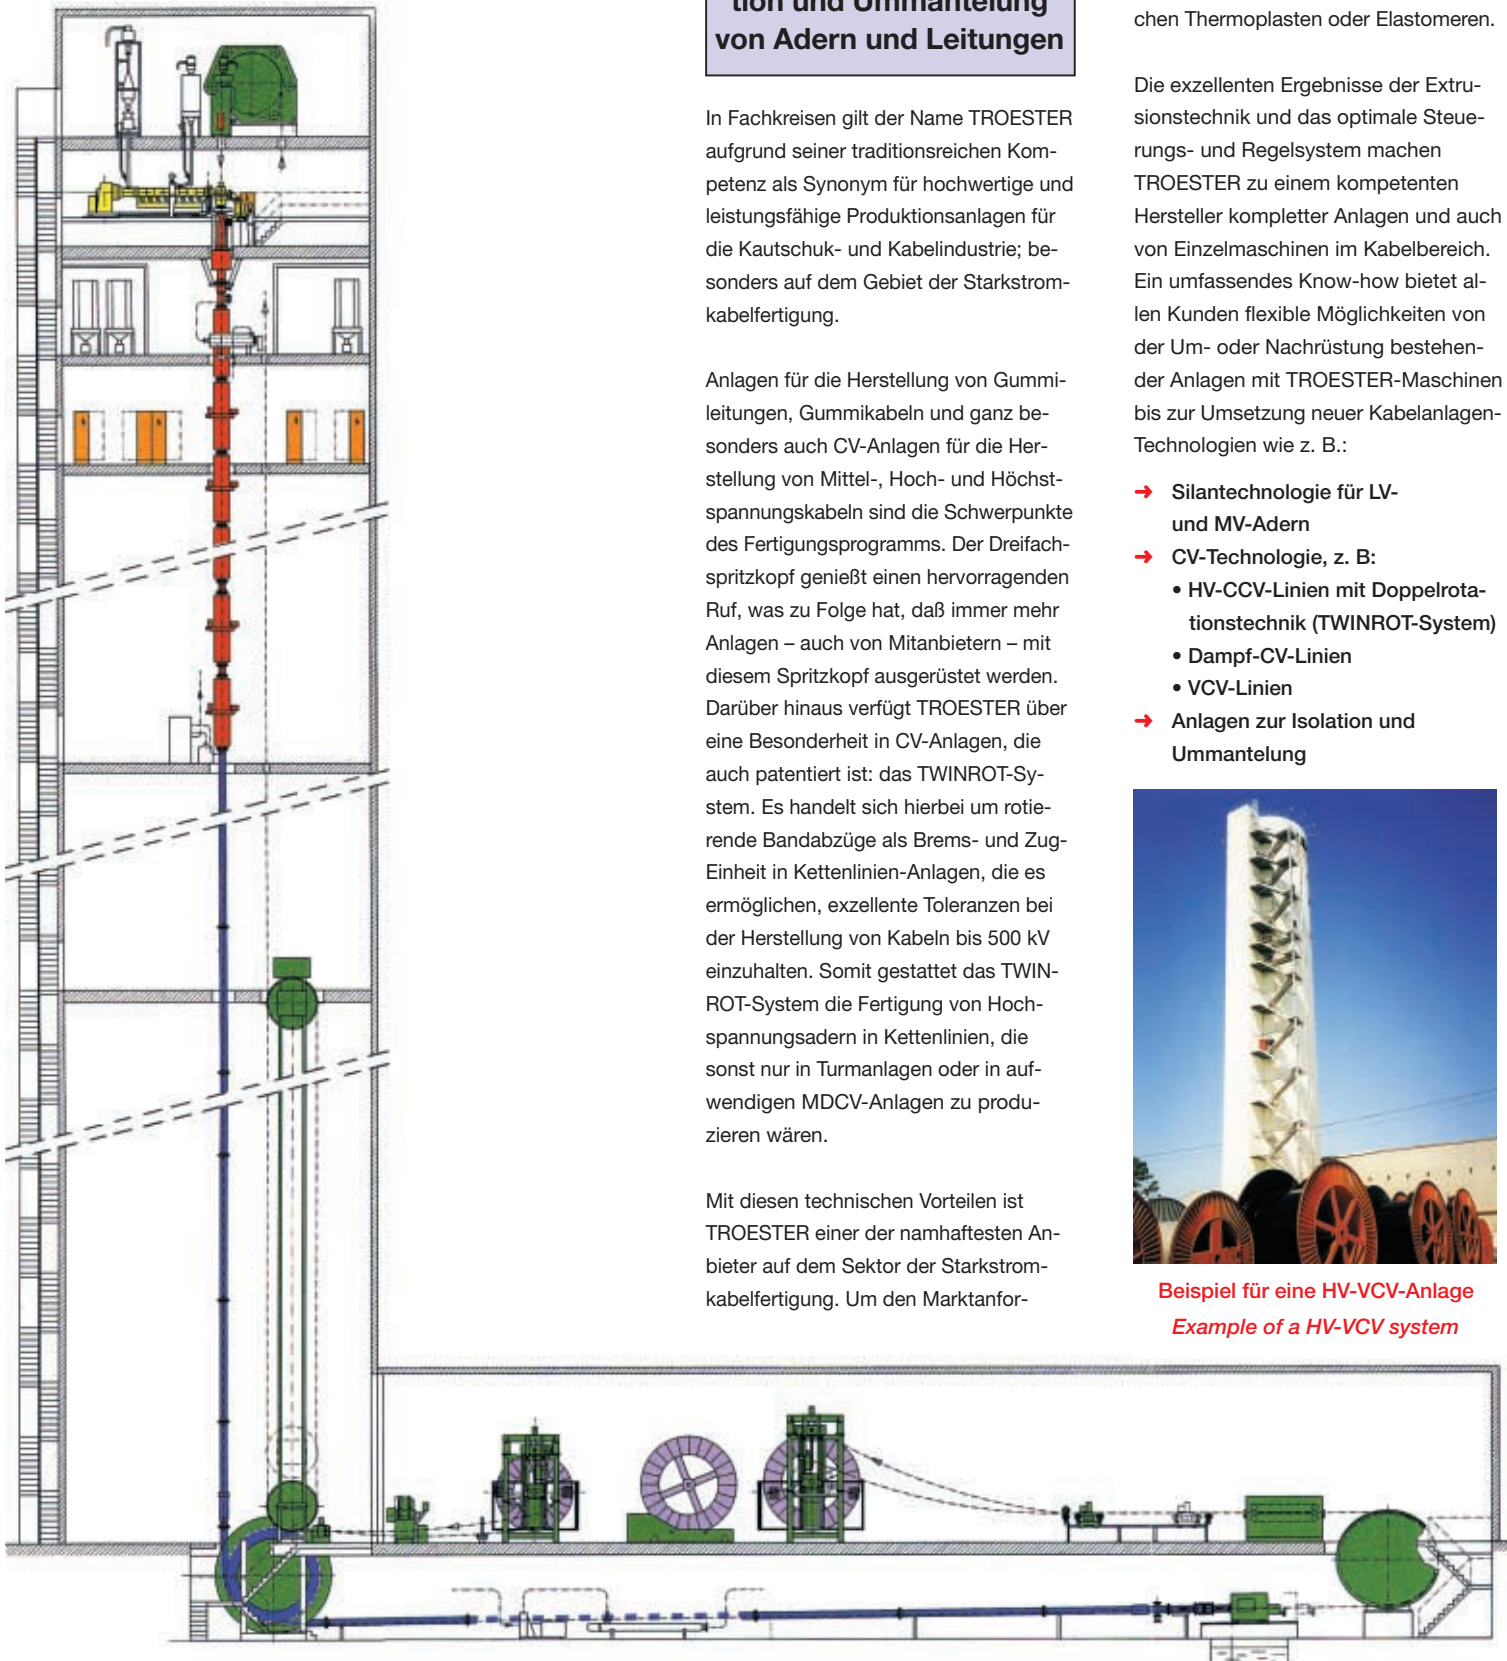 tion und Ummantelung
von Adern und Leitungen
In Fachkreisen gilt der Name TROESTER
aufgrund seiner traditionsreichen Kom-
petenz als Synonym für hochwertige und
leistungsfähige Produktionsanlagen für
die Kautschuk- und Kabelindustrie; be-
sonders auf dem Gebiet der Starkstrom-
kabelfertigung.
Anlagen für die Herstellung von Gummi-
leitungen, Gummikabeln und ganz be-
sonders auch CV-Anlagen für die Her-
stellung von Mittel-, Hoch- und Höchst-
spannungskabeln sind die Schwerpunkte
des Fertigungsprogramms. Der Dreifach-
spritzkopf genießt einen hervorragenden
Ruf, was zu Folge hat, daß immer mehr
Anlagen – auch von Mitanbietern – mit
diesem Spritzkopf ausgerüstet werden.
Darüber hinaus verfügt TROESTER über
eine Besonderheit in CV-Anlagen, die
auch patentiert ist: das TWINROT-Sy-
stem. Es handelt sich hierbei um rotie-
rende Bandabzüge als Brems- und Zug-
Einheit in Kettenlinien-Anlagen, die es
ermöglichen, exzellente Toleranzen bei
der Herstellung von Kabeln bis 500 kV
einzuhalten. Somit gestattet das TWIN-
ROT-System die Fertigung von Hoch-
spannungsadern in Kettenlinien, die
sonst nur in Turmanlagen oder in auf-
wendigen MDCV-Anlagen zu produ-
zieren wären.
Mit diesen technischen Vorteilen ist
TROESTER einer der namhaftesten An-
bieter auf dem Sektor der Starkstrom-
kabelfertigung. Um den Marktanfor-
chen Thermoplasten oder Elastomeren.
Die exzellenten Ergebnisse der Extru-
sionstechnik und das optimale Steue-
rungs- und Regelsystem machen
TROESTER zu einem kompetenten
Hersteller kompletter Anlagen und auch
von Einzelmaschinen im Kabelbereich.
Ein umfassendes Know-how bietet al-
len Kunden flexible Möglichkeiten von
der Um- oder Nachrüstung bestehen-
der Anlagen mit TROESTER-Maschinen
bis zur Umsetzung neuer Kabelanlagen-
Technologien wie z. B.:
➜ Silantechnologie für LV-
und MV-Adern
➜ CV-Technologie, z. B:
• HV-CCV-Linien mit Doppelrota-
tionstechnik (TWINROT-System)
• Dampf-CV-Linien
• VCV-Linien
➜ Anlagen zur Isolation und
Ummantelung
Beispiel für eine HV-VCV-Anlage
Example of a HV-VCV system